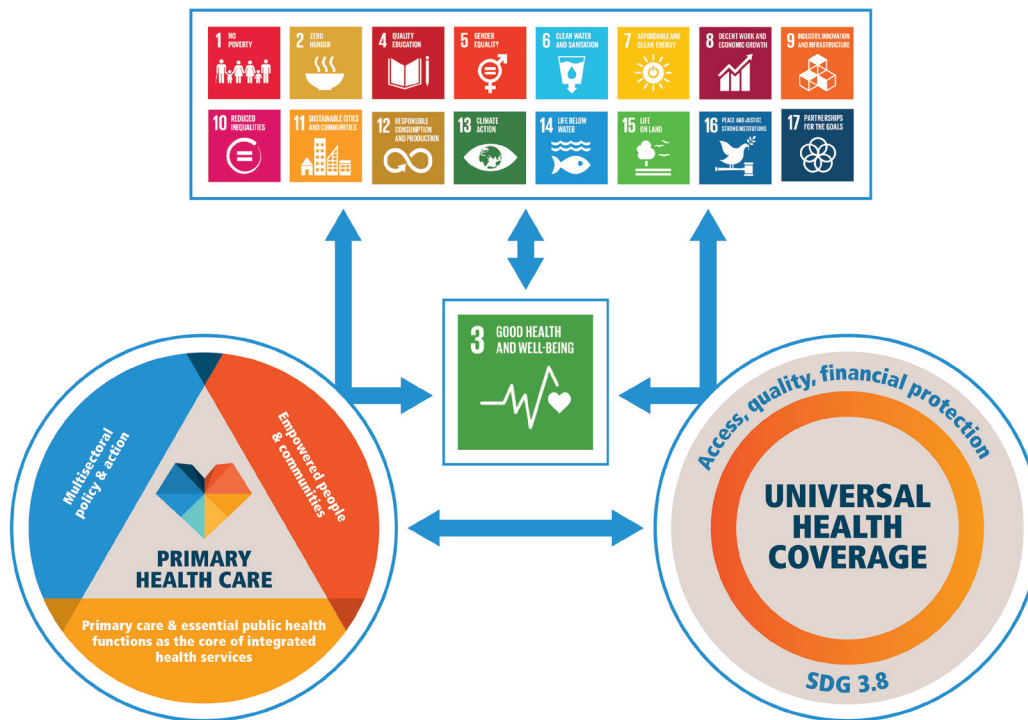 1 NO
POVERTY
2 ZERO
HUNGER
4 QUALITY
EDUCATION
5 GENDER
EQUALITY
6 CLEAN WATER
AND SANITATION
7 AFFORDABLE AND
CLEAN ENERGY
8 DECENT WORK AND
ECONOMIC GROWTH
9 INDUSTRY, INNOVATION
AND INFRASTRUCTURE
10 REDUCED
INEQUALITIES
11 SUSTAINABLE CITIES
AND COMMUNITIES
12 RESPONSIBLE
CONSUMPTION
AND PRODUCTION
13 CLIMATE
ACTION
14 LIFE BELOW
WATER
15 LIFE
ON LAND
16 PEACE AND JUSTICE
STRONG INSTITUTIONS
17 PARTNERSHIPS
FOR THE GOALS
3 GOOD HEALTH
AND WELL-BEING
Multisectoral
policy & action
Empowered people
& communities
PRIMARY
HEALTH CARE
Primary care & essential public health
functions as the core of integrated
health services
Access, quality, financial protection
UNIVERSAL
HEALTH
COVERAGE
SDG 3.8